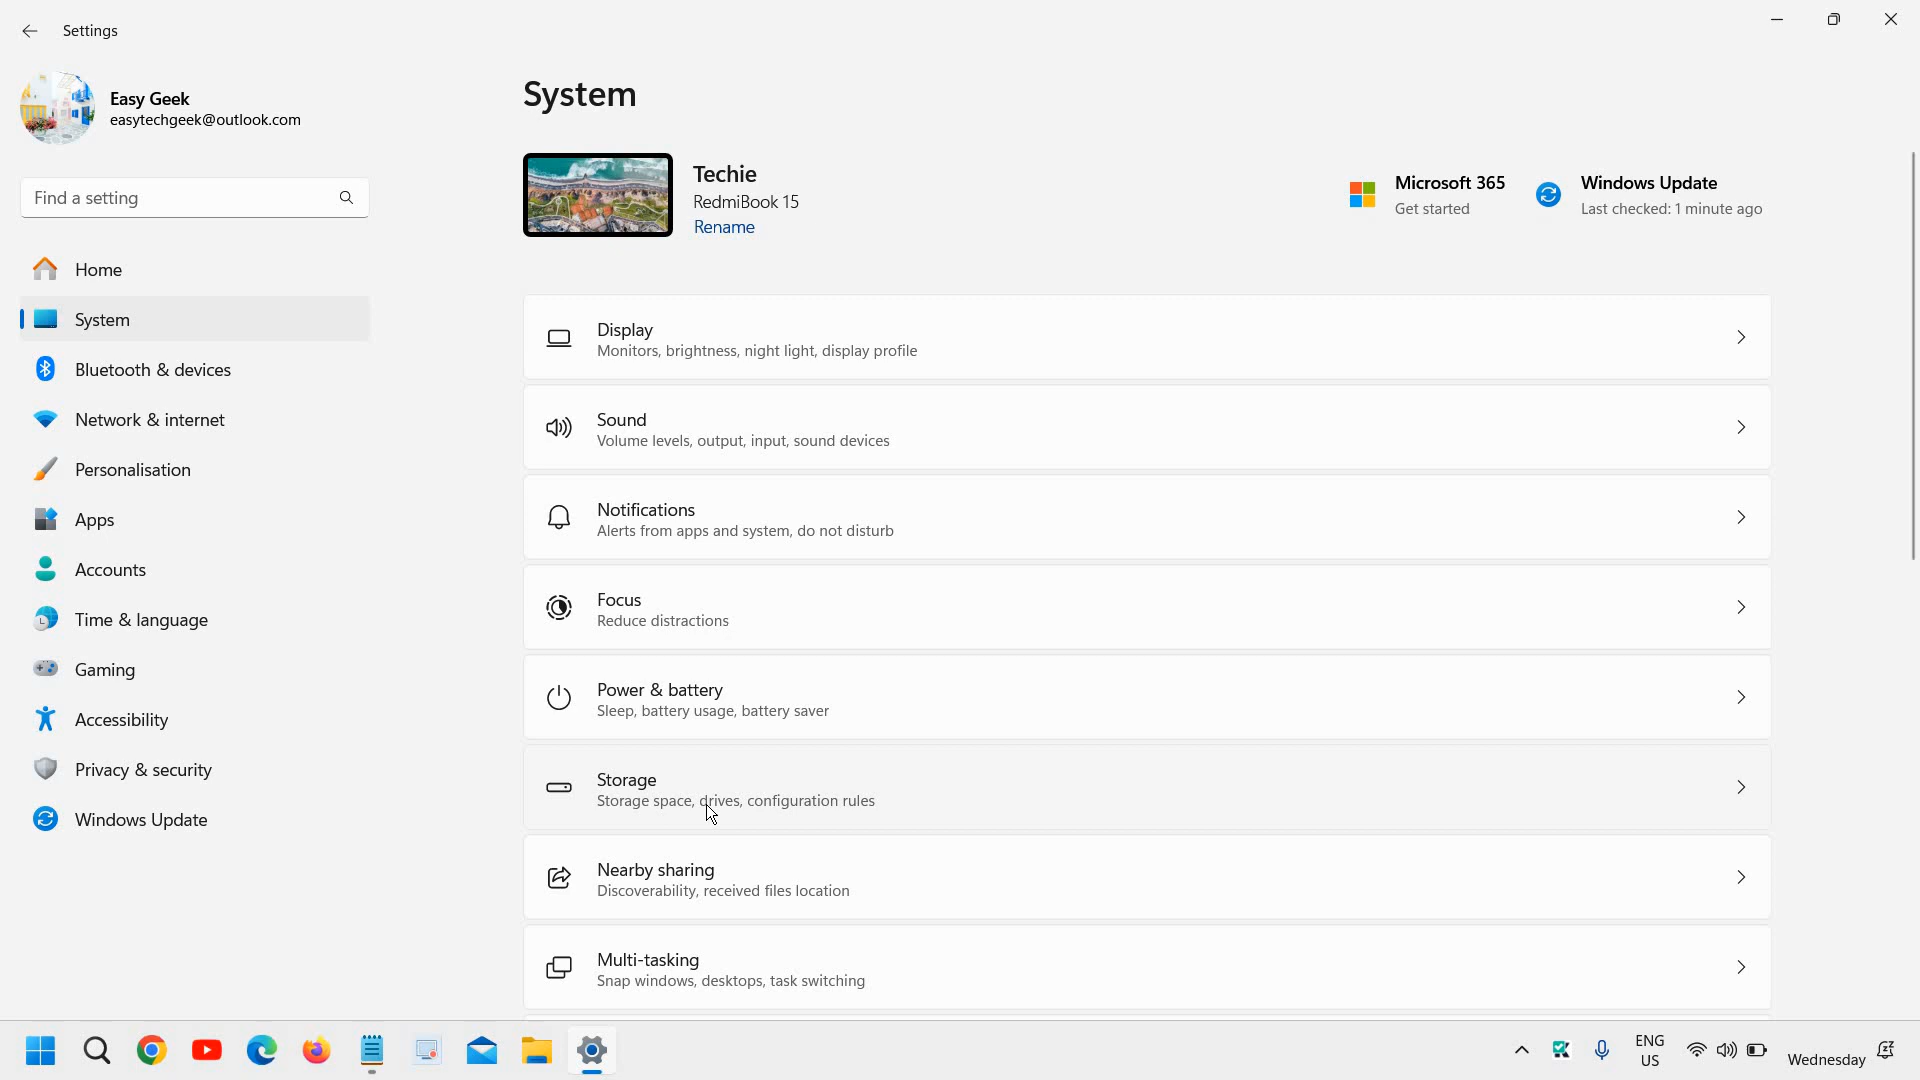 Settings
Easy Geek
easytechgeek@outlook.com
Find a setting
Home
System
Bluetooth & devices
Network & internet
Personalisation
Apps
Accounts
Time & language
Gaming
Accessibility
Privacy & security
Windows Update
System
Techie
RedmiBook 15
Rename
Microsoft 365
Get started
Windows Update
Last checked: 1 minute ago
Display
Monitors, brightness, night light, display profile
Sound
Volume levels, output, input, sound devices
Notifications
Alerts from apps and system, do not disturb
Focus
Reduce distractions
Power & battery
Sleep, battery usage, battery saver
Storage
Storage space, drives, configuration rules
Nearby sharing
Discoverability, received files location
Multi-tasking
Snap windows, desktops, task switching
ENG
US
Wednesday